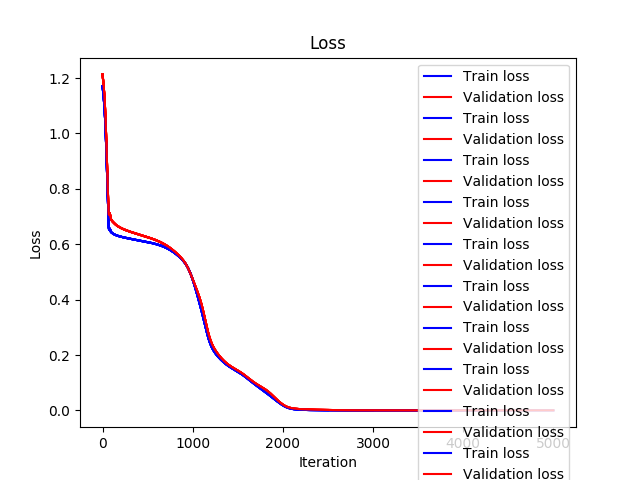 Loss
1.2
1.0
0.8
0.6
0.4
0.2
0.0
Loss
0
1000
2000
3000
4000
5000
Iteration
Train loss
Validation loss
Train loss
Validation loss
Train loss
Validation loss
Train loss
Validation loss
Train loss
Validation loss
Train loss
Validation loss
Train loss
Validation loss
Train loss
Validation loss
Train loss
Validation loss
Train loss
Validation loss